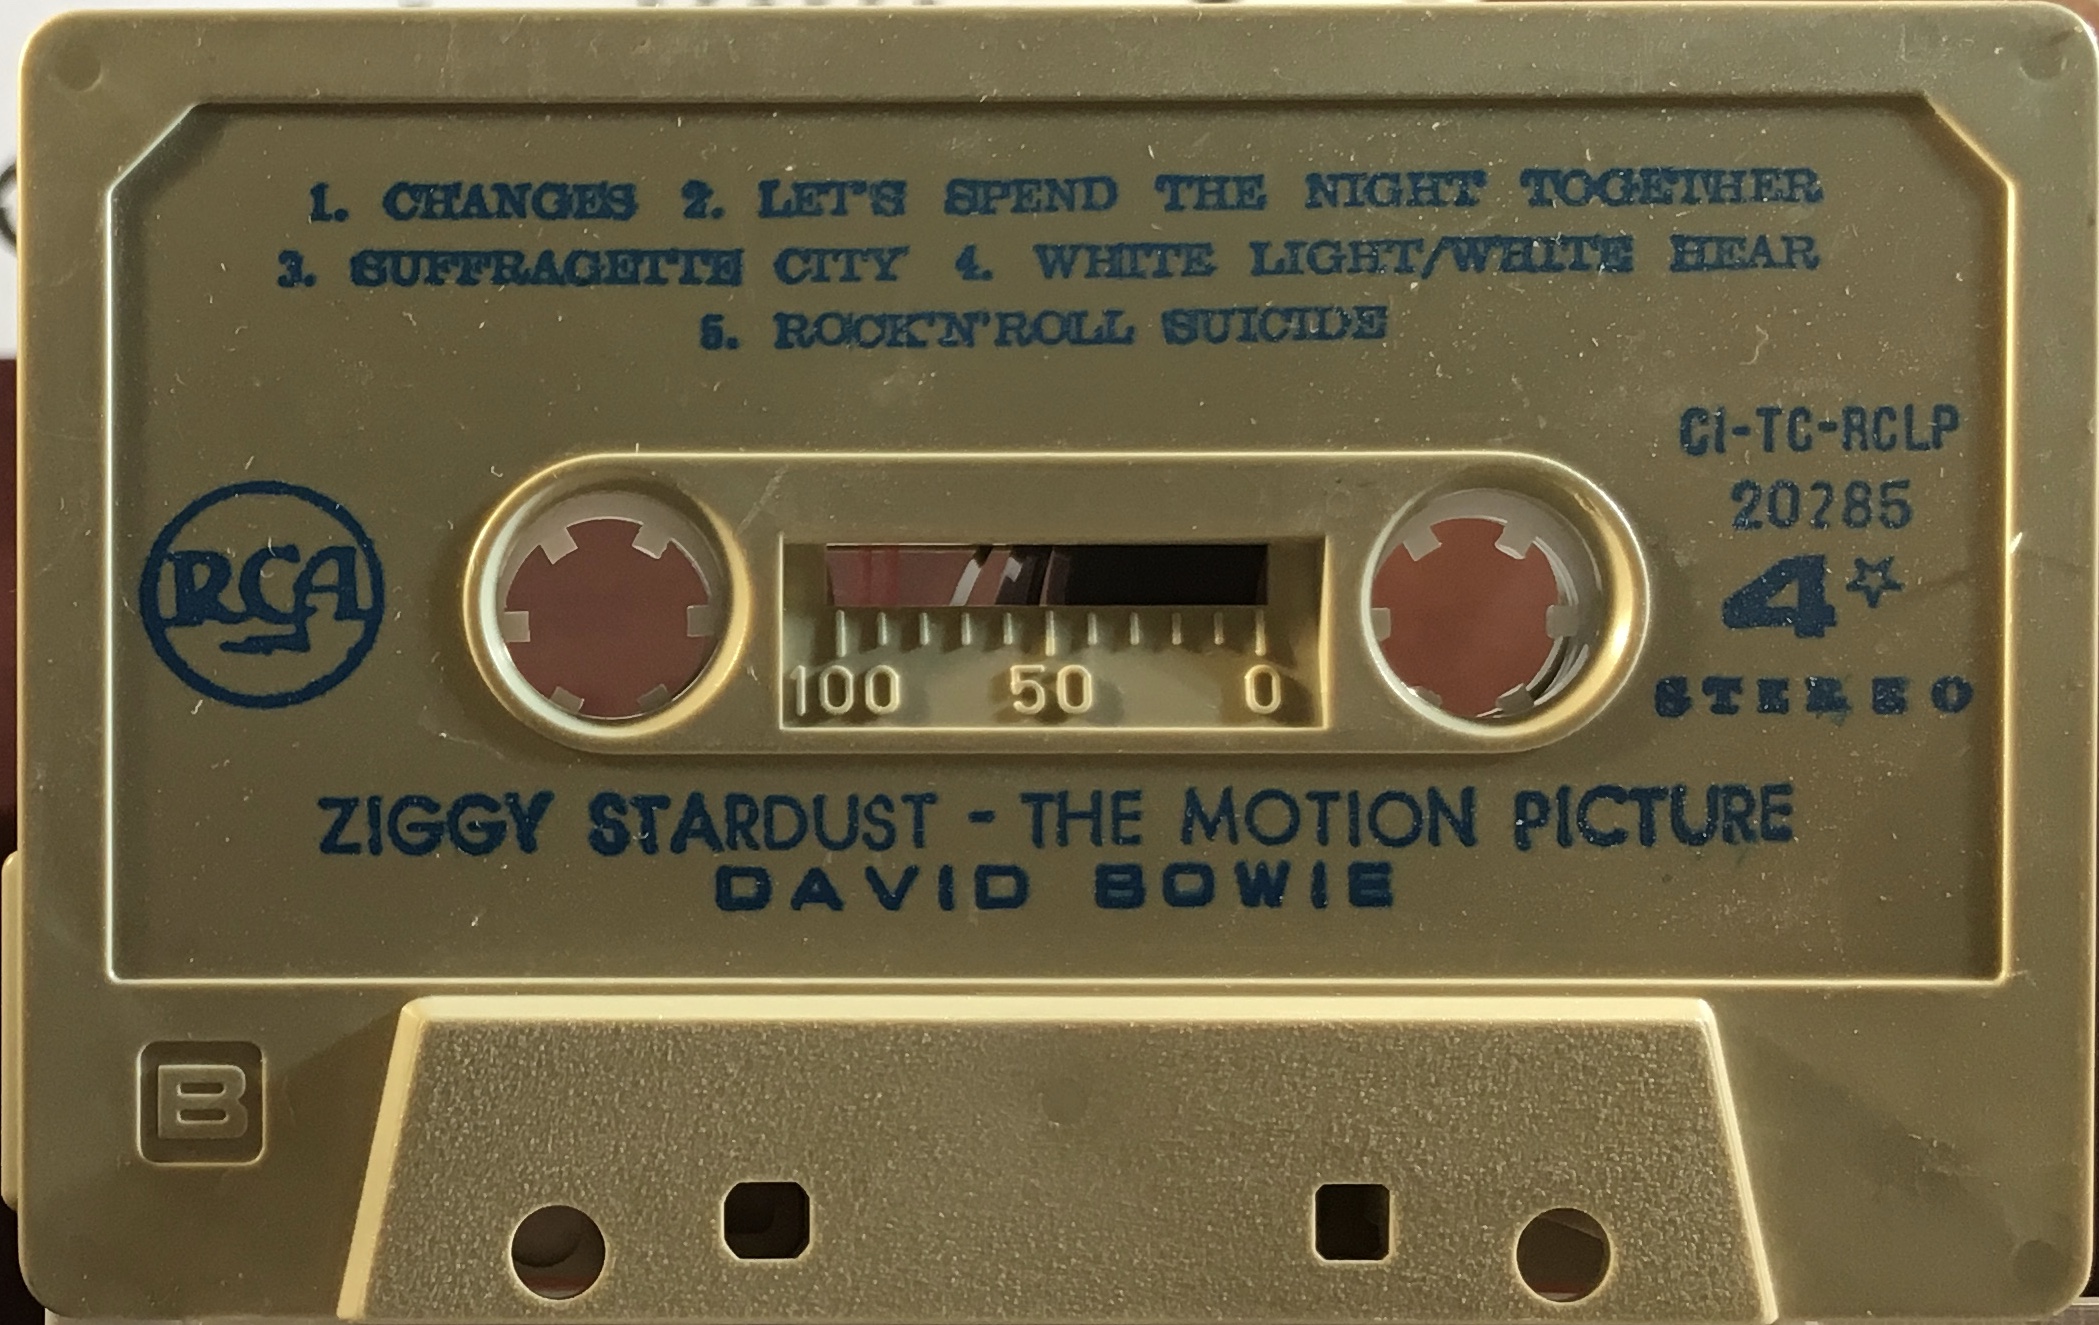 1. CHANGES 2. LET'S SPEND THE NIGHT TOGETHER
3. SUFFRAGETTE CITY 4. WHITE LIGHT/WHITE HEAR
5. ROCK'N'ROLL SUICIDE
CI-TC-RCLP
20285
RCA
4
STEREO
100 50 0
ZIGGY STARDUST - THE MOTION PICTURE
DAVID BOWIE
B